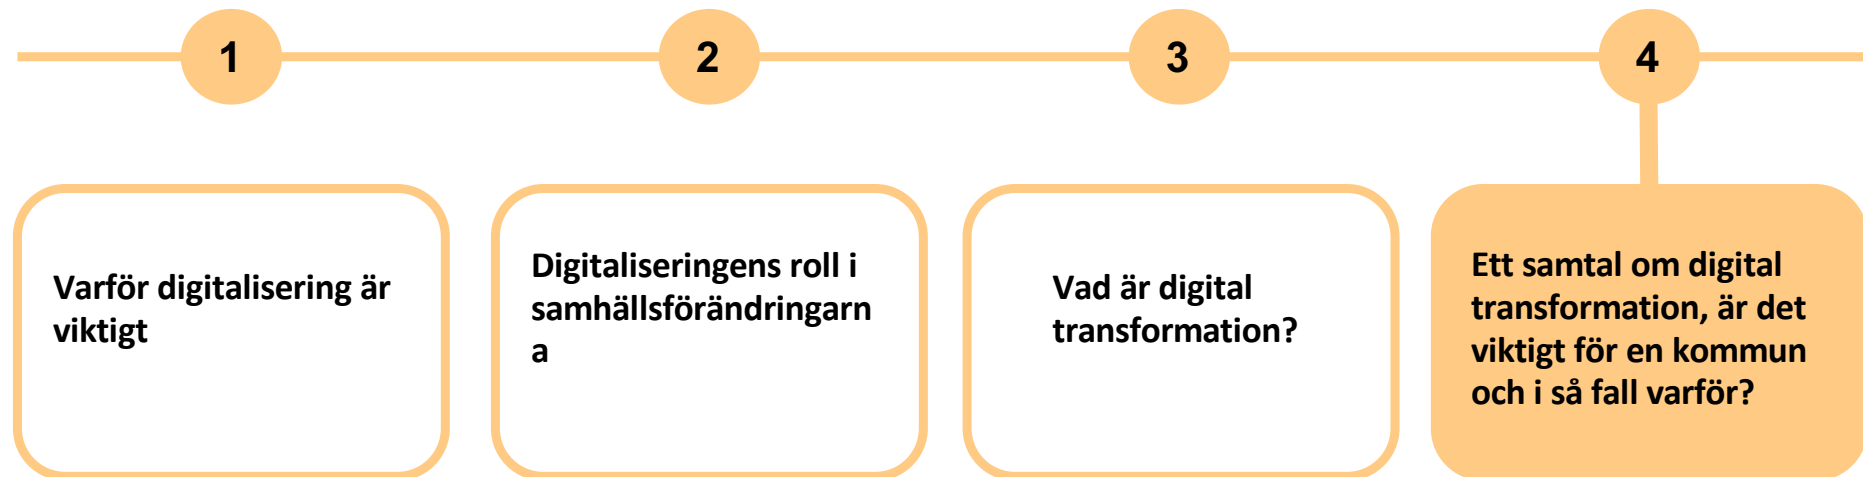 1
2
3
4
Varför digitalisering är
viktigt
Digitaliseringens roll i
samhällsförändringarn
a
Vad är digital
transformation?
Ett samtal om digital
transformation, är det
viktigt för en kommun
och i så fall varför?